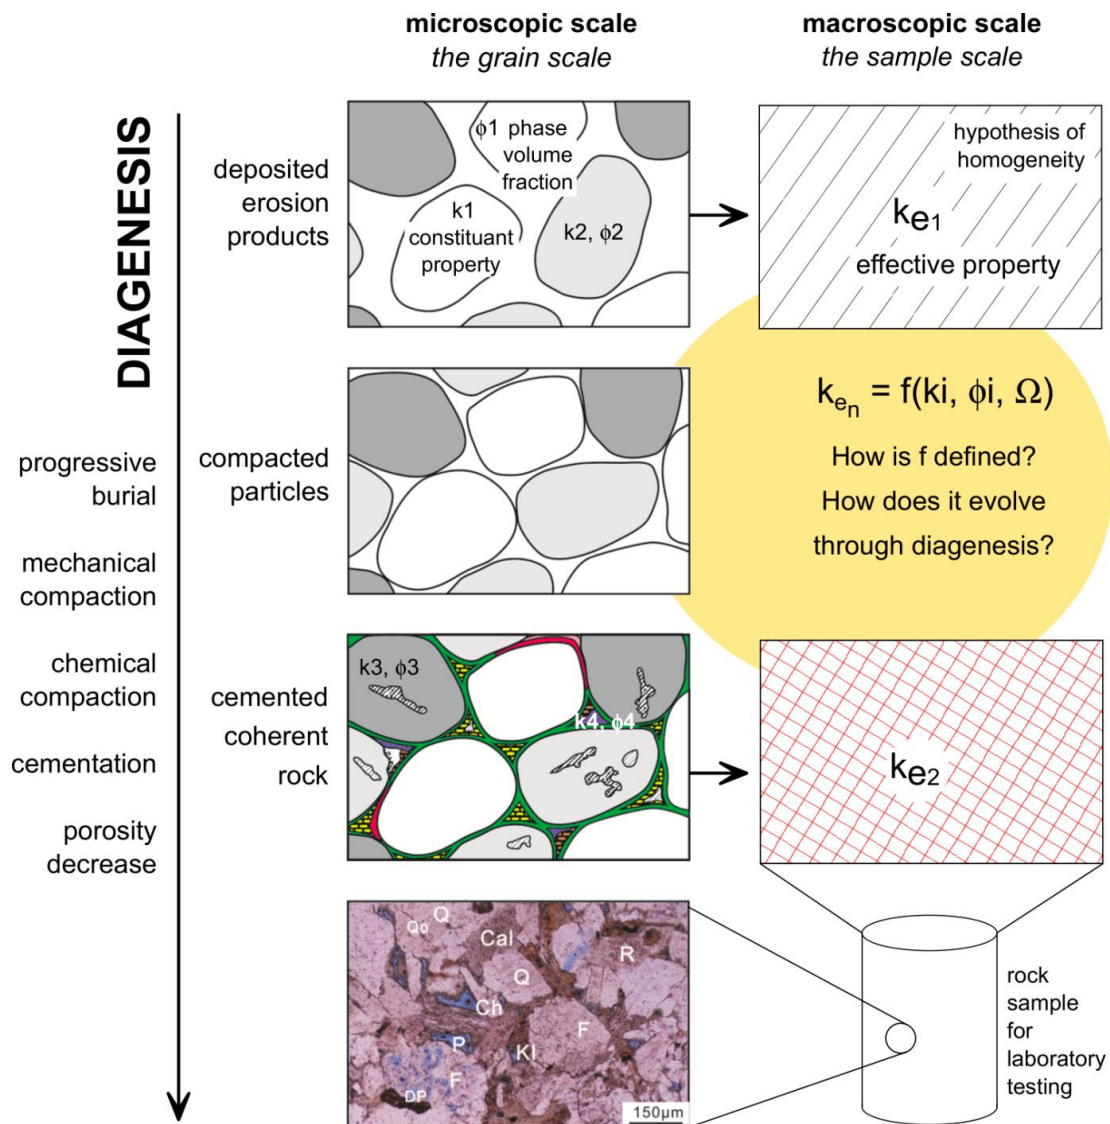 microscopic scale
the grain scale
macroscopic scale
the sample scale
DIAGENESIS
deposited
erosion
products
ϕ1 phase
volume
fraction
k1
constituant
property
k2, ϕ2
hypothesis of
homogeneity
ke1
effective property
ken = f(ki, ϕi, Ω)
How is f defined?
How does it evolve
through diagenesis?
progressive
burial
mechanical
compaction
chemical
compaction
cementation
porosity
decrease
compacted
particles
cemented
coherent
rock
k3, ϕ3
k4, ϕ4
ke2
Q
Qo
Cal
R
Q
Ch
F
P
KI
F
DP
150μm
rock
sample
for
laboratory
testing